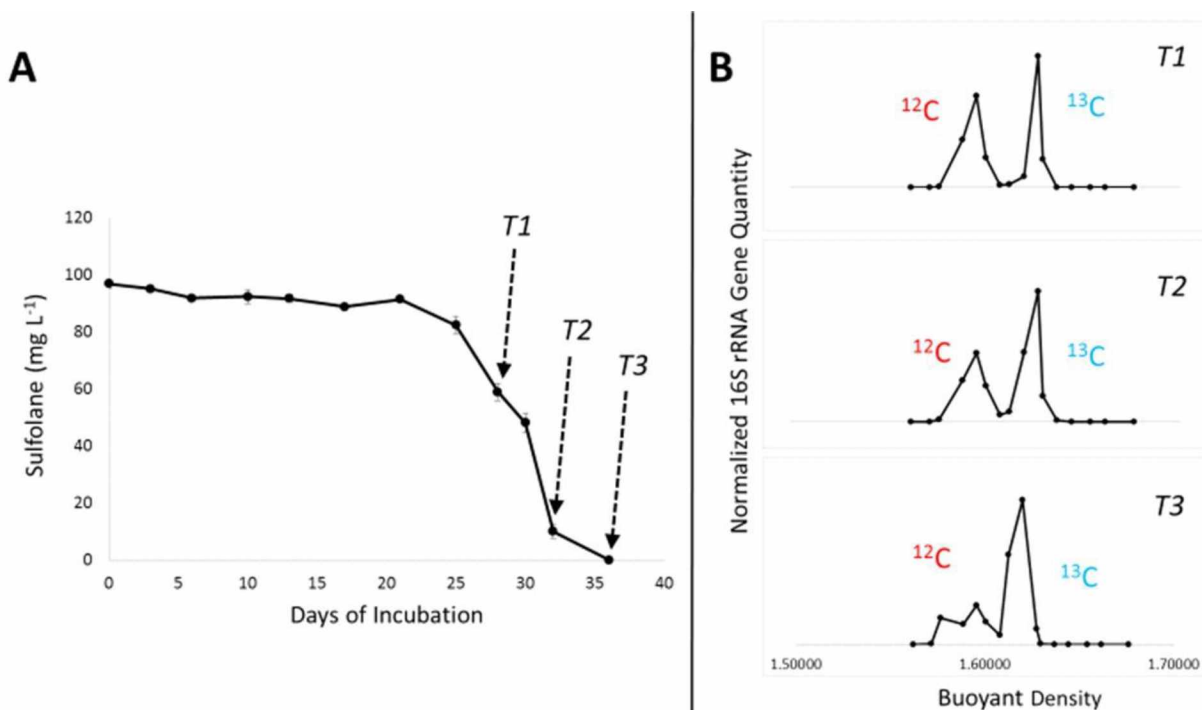 A
Sulfolane (mg L⁻¹)
120
100
80
60
40
20
0
0 5 10 15 20 25 30 35 40
Days of Incubation
T1
T2
T3
B
Normalized 16S rRNA Gene Quantity
T1
¹²C ¹³C
T2
¹²C ¹³C
T3
¹²C ¹³C
1.50000 1.60000 1.70000
Buoyant Density